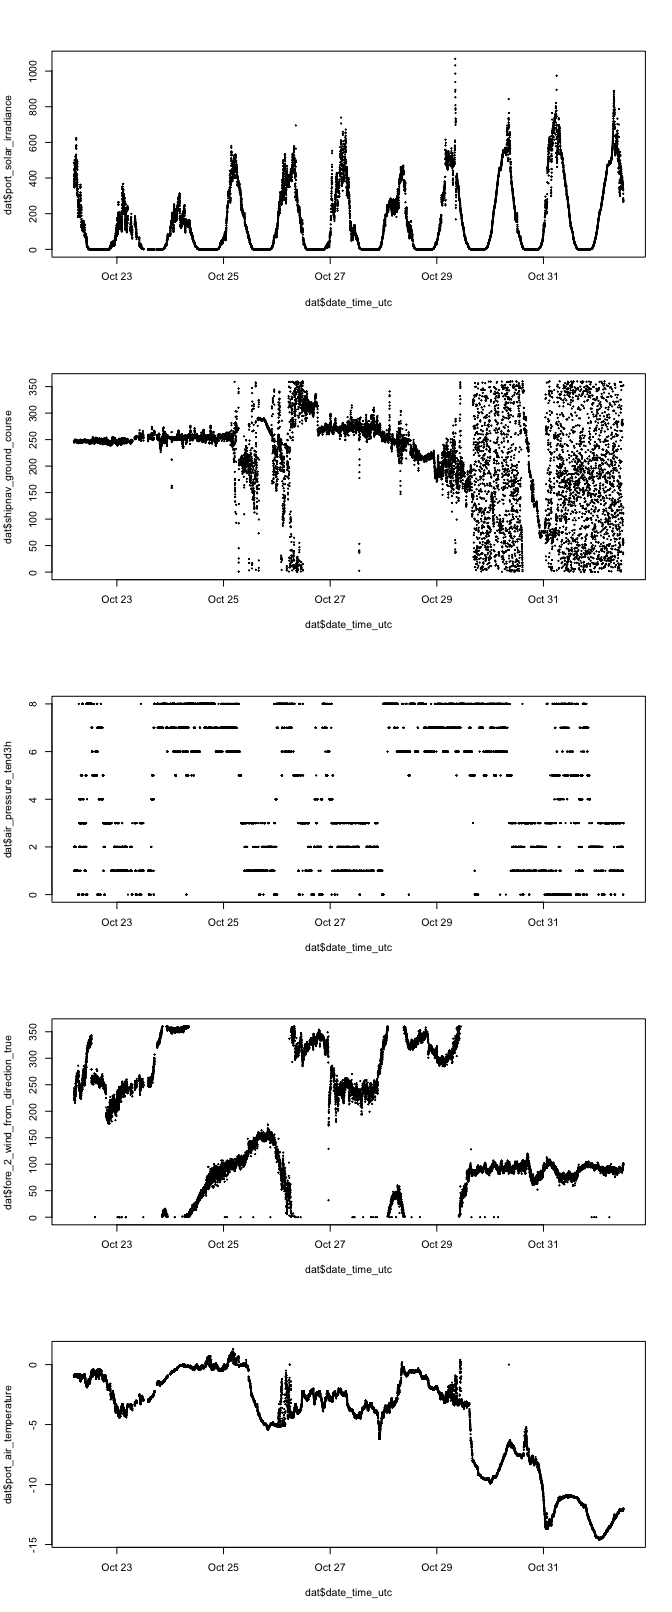 dat$port_solar_irradiance
1000
800
600
400
200
0
Oct 23 Oct 25 Oct 27 Oct 29 Oct 31
dat$date_time_utc
dat$shipnav_ground_course
350
300
250
200
150
100
50
0
Oct 23 Oct 25 Oct 27 Oct 29 Oct 31
dat$date_time_utc
dat$air_pressure_tend3h
8
6
4
2
0
Oct 23 Oct 25 Oct 27 Oct 29 Oct 31
dat$date_time_utc
dat$fore_2_wind_from_direction_true
350
300
250
200
150
100
50
0
Oct 23 Oct 25 Oct 27 Oct 29 Oct 31
dat$date_time_utc
dat$port_air_temperature
0
-5
-10
-15
Oct 23 Oct 25 Oct 27 Oct 29 Oct 31
dat$date_time_utc